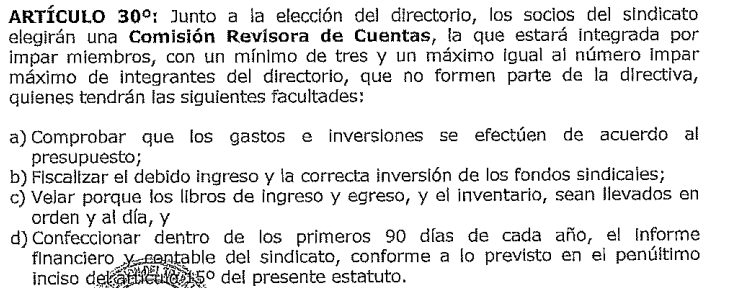 ARTÍCULO 30º: Junto a la elección del directorio, los socios del sindicato
elegirán una Comisión Revisora de Cuentas, la que estará integrada por
impar miembros, con un mínimo de tres y un máximo igual al número impar
máximo de integrantes del directorio, que no formen parte de la directiva,
quienes tendrán las siguientes facultades:
a) Comprobar que los gastos e inversiones se efectúen de acuerdo al
presupuesto;
b) Fiscalizar el debido ingreso y la correcta inversión de los fondos sindicales;
c) Velar porque los libros de ingreso y egreso, y el inventario, sean llevados en
orden y al día, y
d) Confeccionar dentro de los primeros 90 días de cada año, el informe
financiero y contable del sindicato, conforme a lo previsto en el penúltimo
inciso del artículo 15º del presente estatuto.